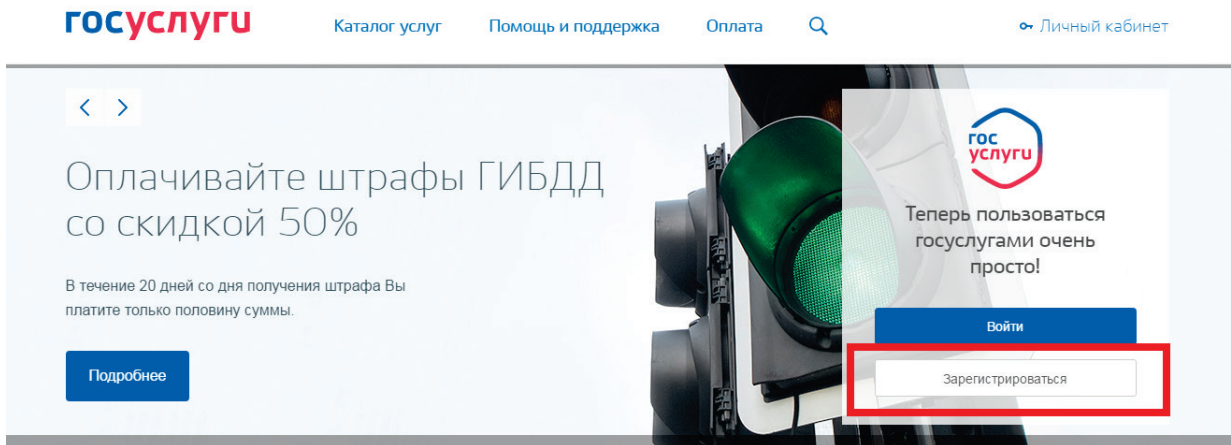 госуслуги
Каталог услуг
Помощь и поддержка
Оплата
Личный кабинет
Оплачивайте штрафы ГИБДД
со скидкой 50%
В течение 20 дней со дня получения штрафа Вы
платите только половину суммы.
Подробнее
гос
услуги
Теперь пользоваться
госуслугами очень
просто!
Войти
Зарегистрироваться